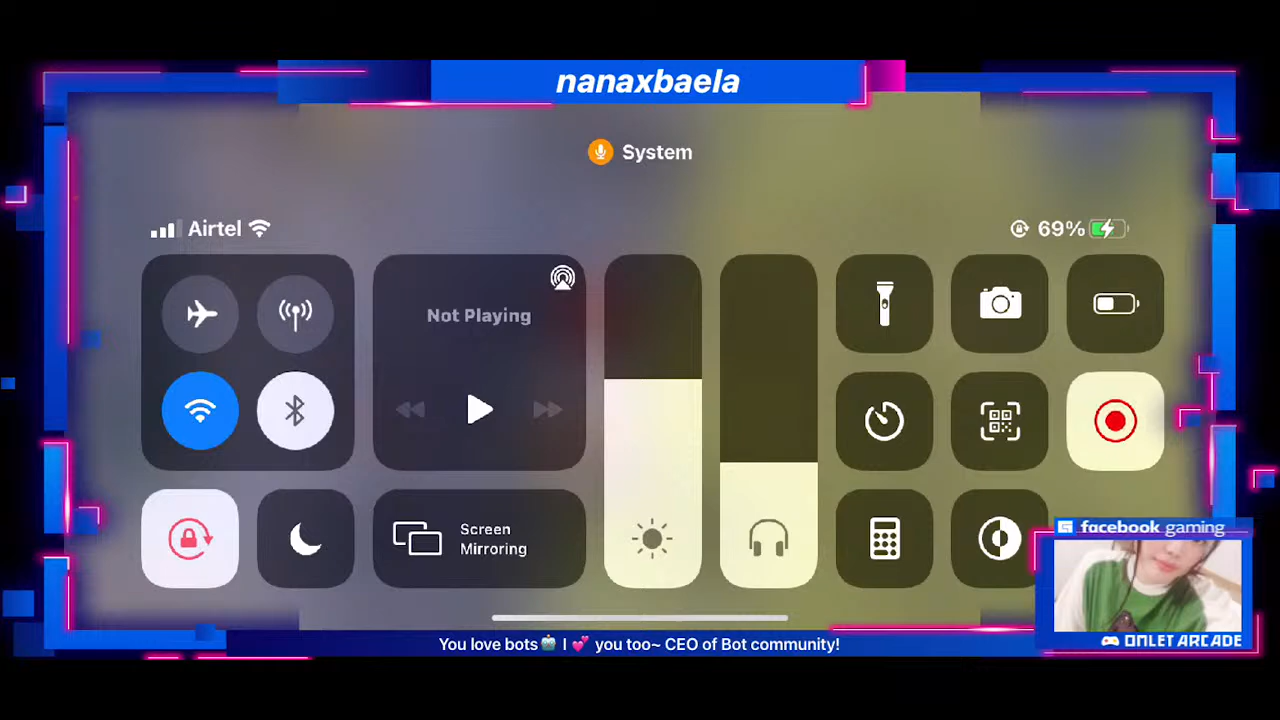 nanaxbaela
System
Airtel
69%
Not Playing
Screen
Mirroring
facebook gaming
ONLET ARCADE
You love bots🤖 I 💕 you too~ CEO of Bot community!